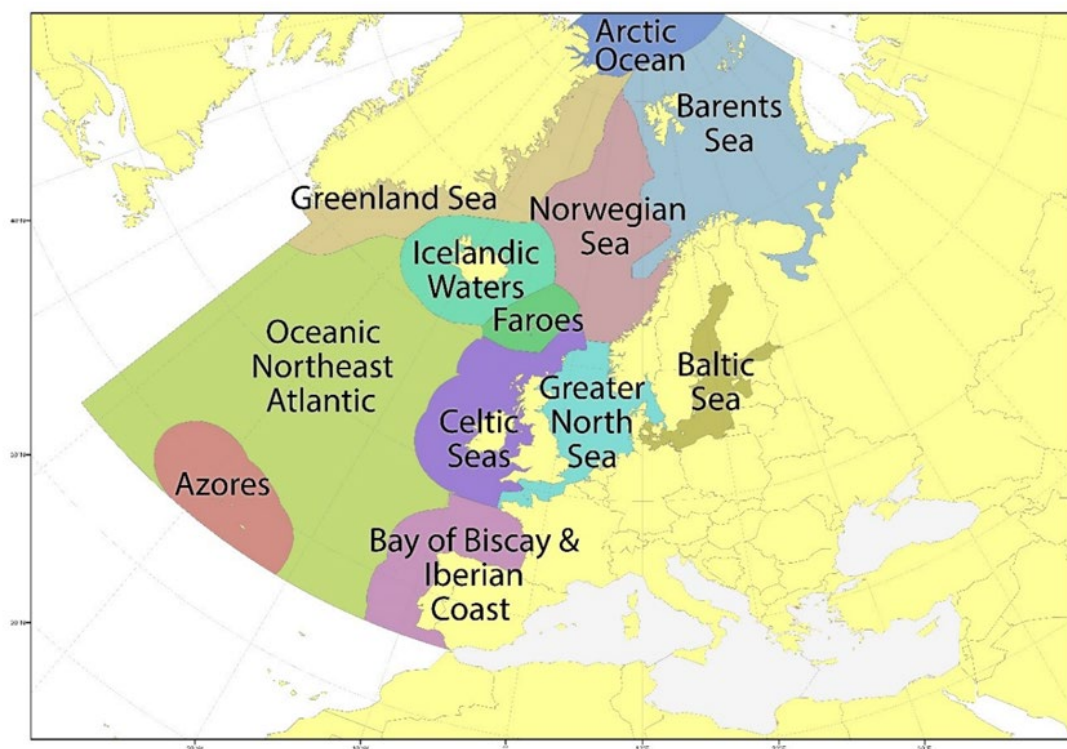 Arctic
Ocean
Barents
Sea
Greenland Sea
Norwegian
Sea
Icelandic
Waters
Faroes
Oceanic
Northeast
Atlantic
Greater
North
Sea
Baltic
Sea
Celtic
Seas
Azores
Bay of Biscay &
Iberian
Coast